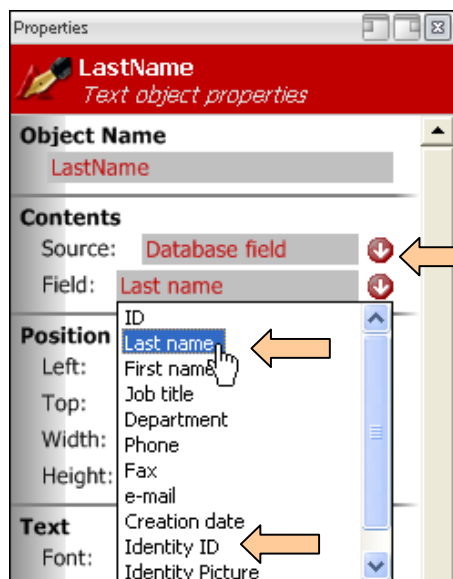 Properties
LastName
Text object properties
Object Name
LastName
Contents
Source: Database field
Field: Last name
ID
Position
Last name
Left:
First name
Top:
Job title
Department
Width:
Phone
Height:
Fax
e-mail
Text
Creation date
Font:
Identity ID
Identity Picture